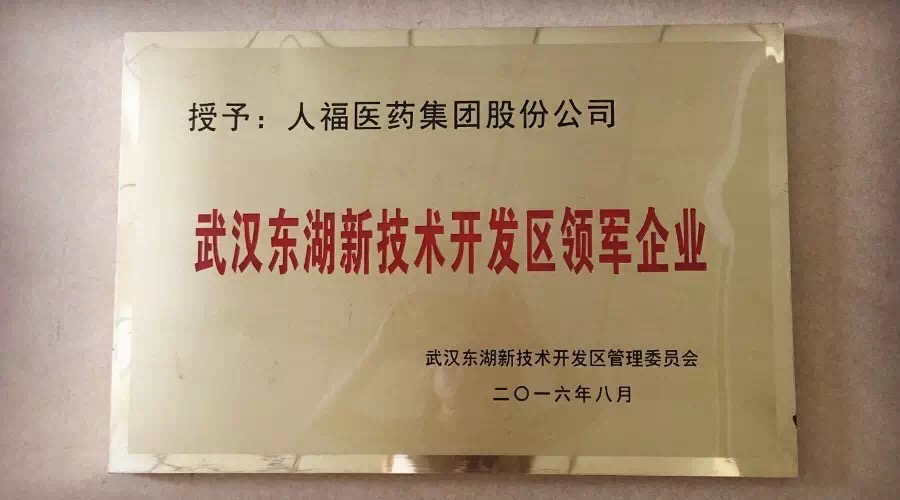 授予：人福医药集团股份公司
武汉东湖新技术开发区领军企业
武汉东湖新技术开发区管理委员会
二〇一六年八月